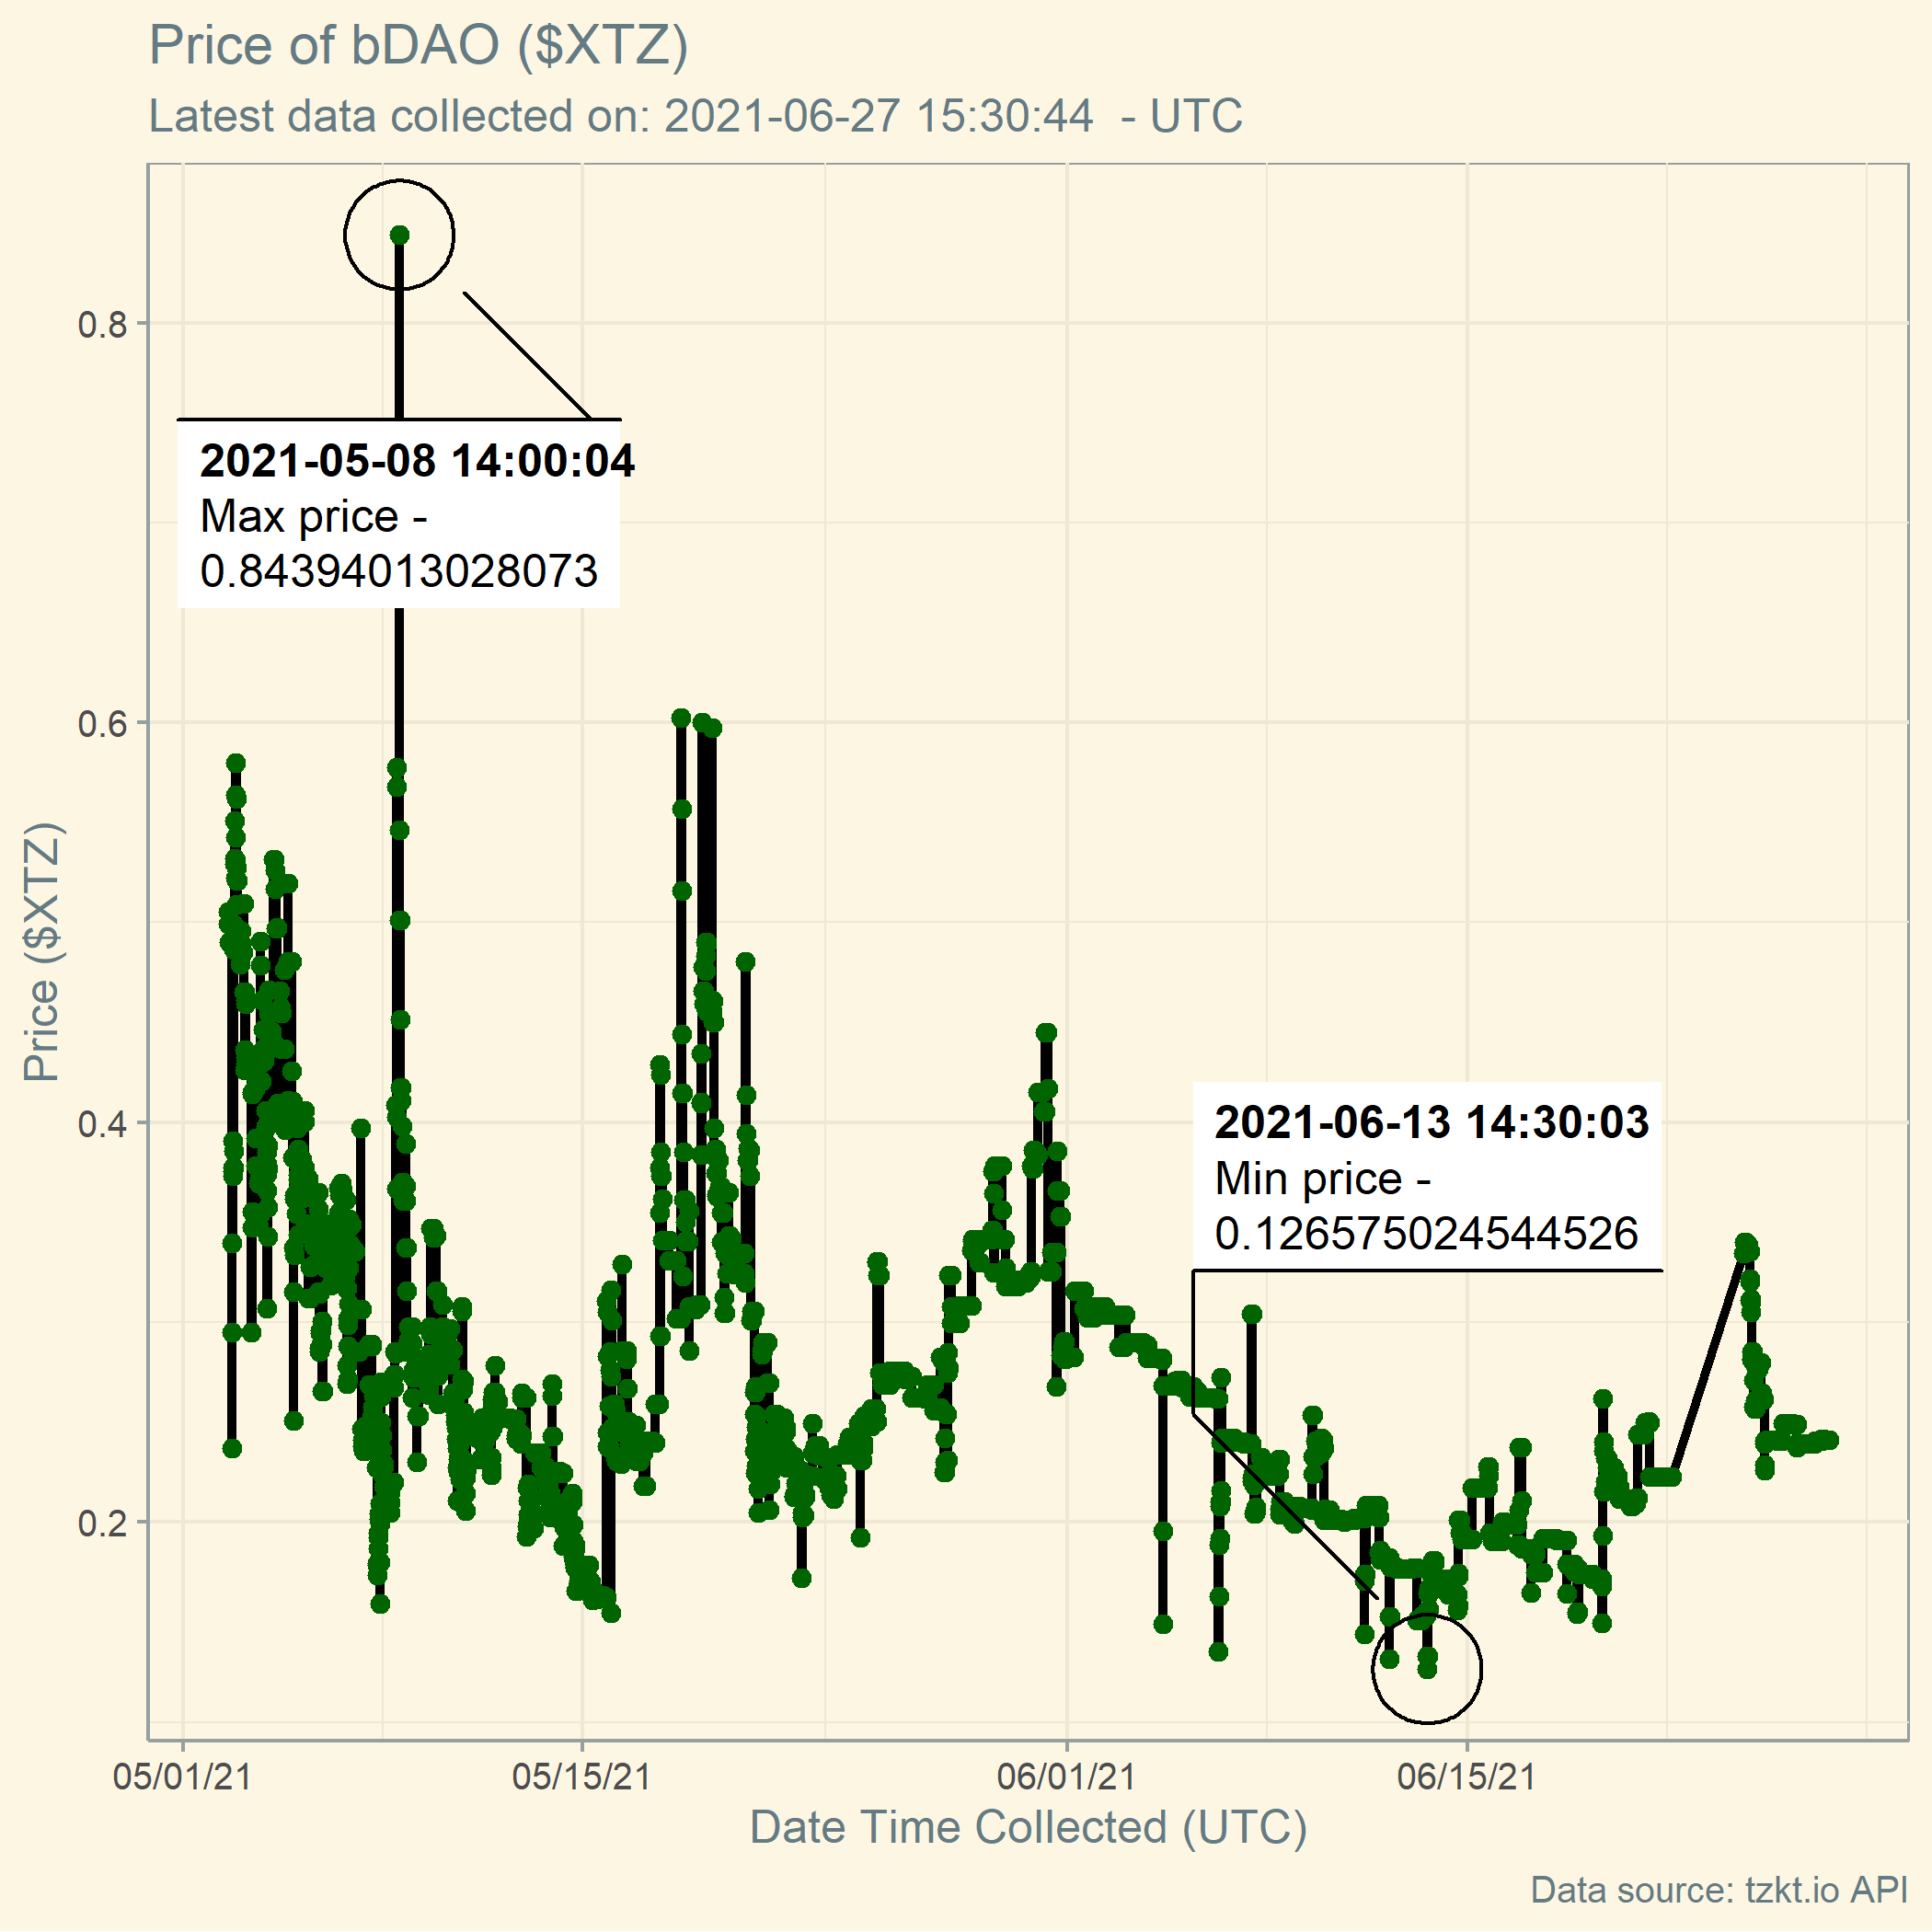 Price of bDAO ($XTZ)
Latest data collected on: 2021-06-27 15:30:44  - UTC
2021-05-08 14:00:04
Max price -
0.84394013028073
2021-06-13 14:30:03
Min price -
0.126575024544526
Price ($XTZ)
0.8
0.6
0.4
0.2
05/01/21
05/15/21
06/01/21
06/15/21
Date Time Collected (UTC)
Data source: tzkt.io API